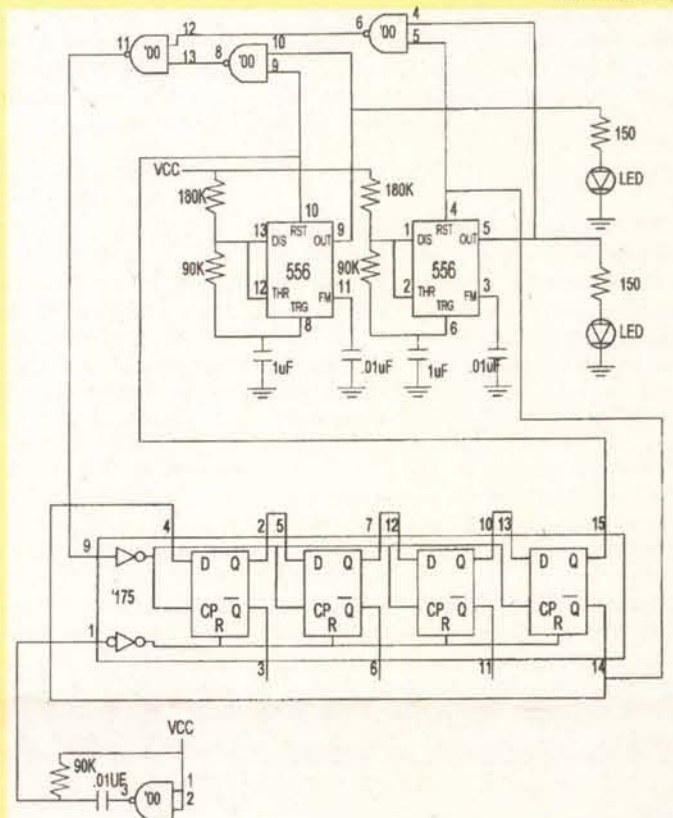 6 4
12 5
11 '00 13 8 '00 10 '00
9
150
VCC
LED
180K 180K
10 4
13 DIS RST OUT 9 1 DIS RST OUT 5
90K 556 90K 556
150
12 THR TRG FM 11 2 THR TRG FM 3
8 6
LED
1uF .01uF 1uF .01uF
4 2 5 7 12 10 13 15
9
D Q D Q D Q D Q
'175
CP Q CP Q CP Q CP Q
1 R R R R
3 6 11 14
VCC
90K
.01UF 3 '00 1
2